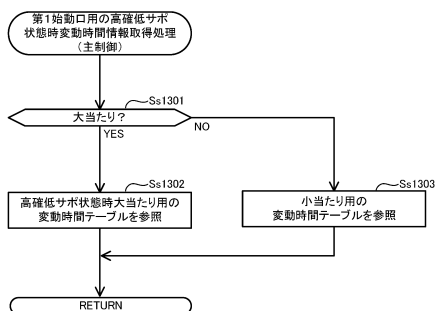 第1始動口用の高確低サポ
状態時変動時間情報取得処理
(主制御)
Ss1301
大当たり?
YES
NO
Ss1302
高確低サポ状態時大当たり用の
変動時間テーブルを参照
Ss1303
小当たり用の
変動時間テーブルを参照
RETURN